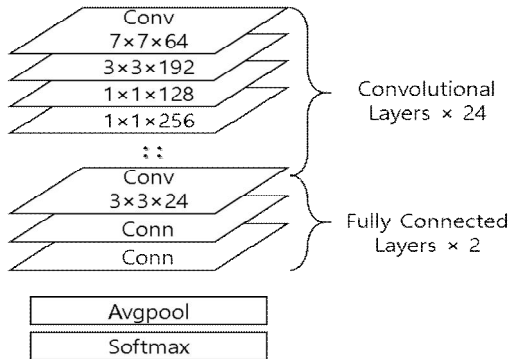 Conv
7×7×64
3×3×192
1×1×128
1×1×256
: :
Conv
3×3×24
Conn
Conn
Convolutional
Layers × 24
Fully Connected
Layers × 2
Avgpool
Softmax